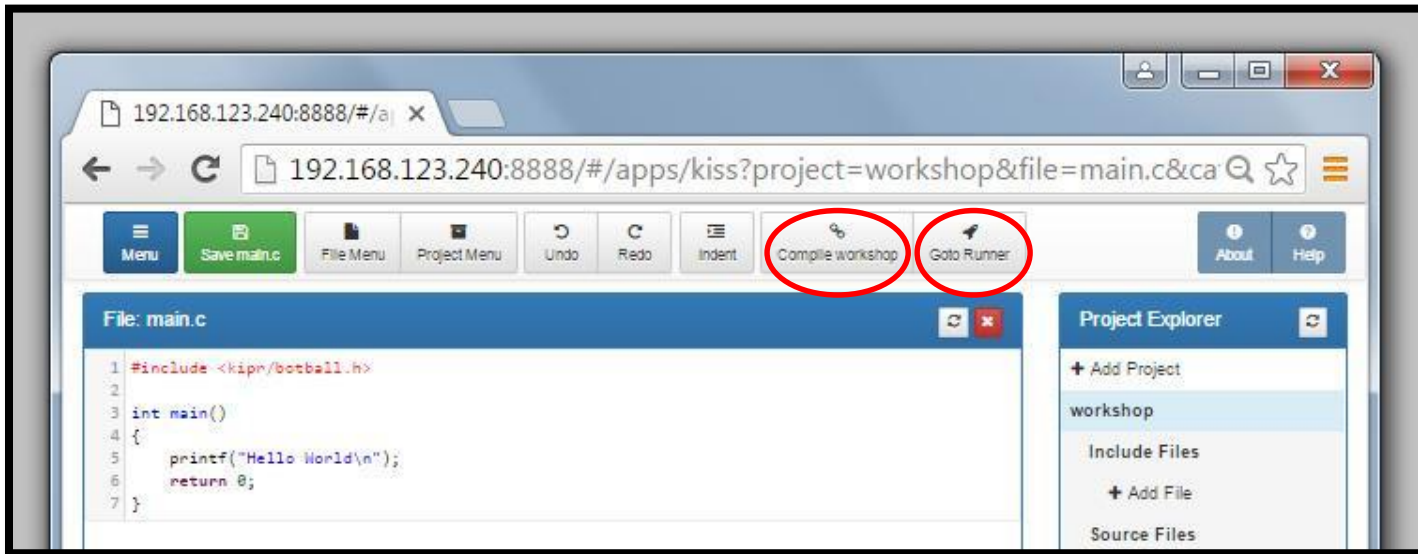 192.168.123.240:8888/#/a
192.168.123.240:8888/#/apps/kiss?project=workshop&file=main.c&ca
Menu Save main.c File Menu Project Menu Undo Redo Indent Compile workshop Goto Runner About Help
File: main.c
1 #include <kipr/botball.h>
2
3 int main()
4 {
5 printf("Hello World\n");
6 return 0;
7 }
Project Explorer
+ Add Project
workshop
Include Files
+ Add File
Source Files